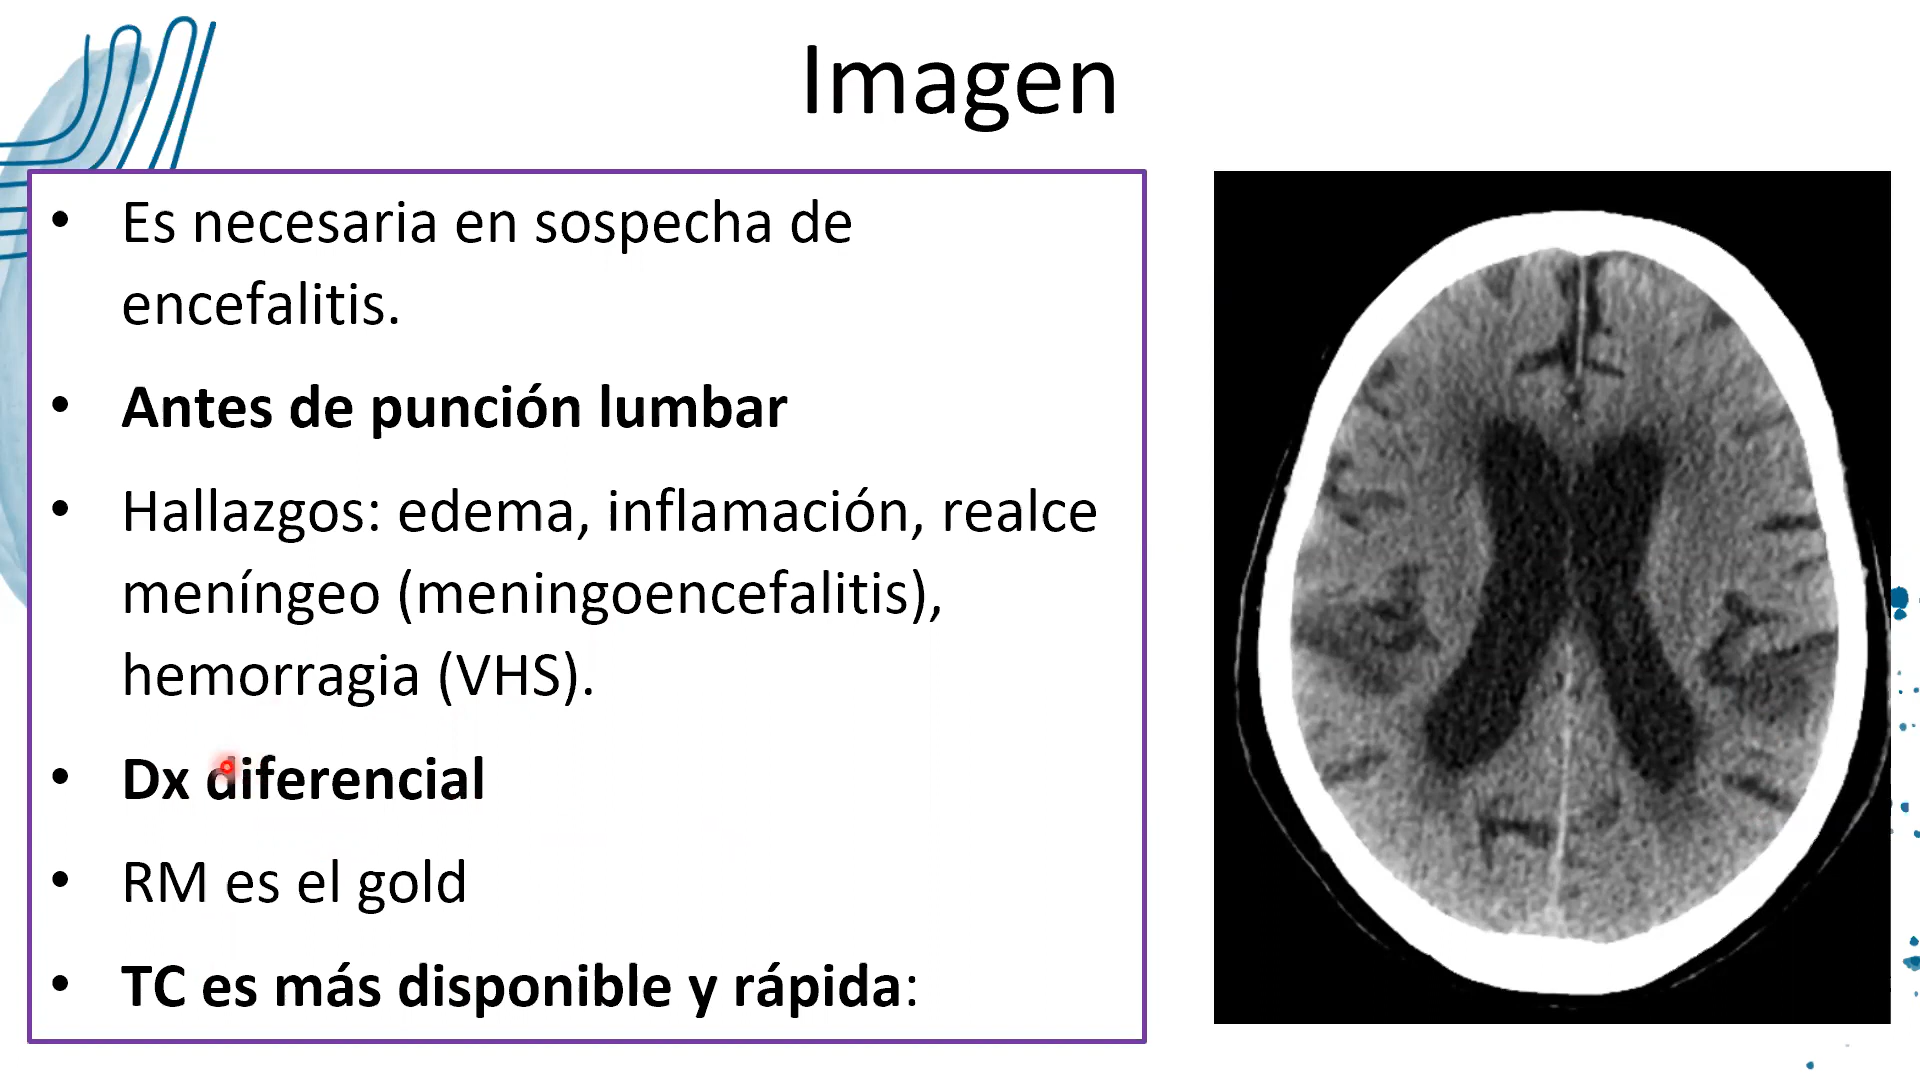 Imagen
• Es necesaria en sospecha de
encefalitis.
• Antes de punción lumbar
• Hallazgos: edema, inflamación, realce
meníngeo (meningoencefalitis),
hemorragia (VHS).
• Dx diferencial
• RM es el gold
• TC es más disponible y rápida: